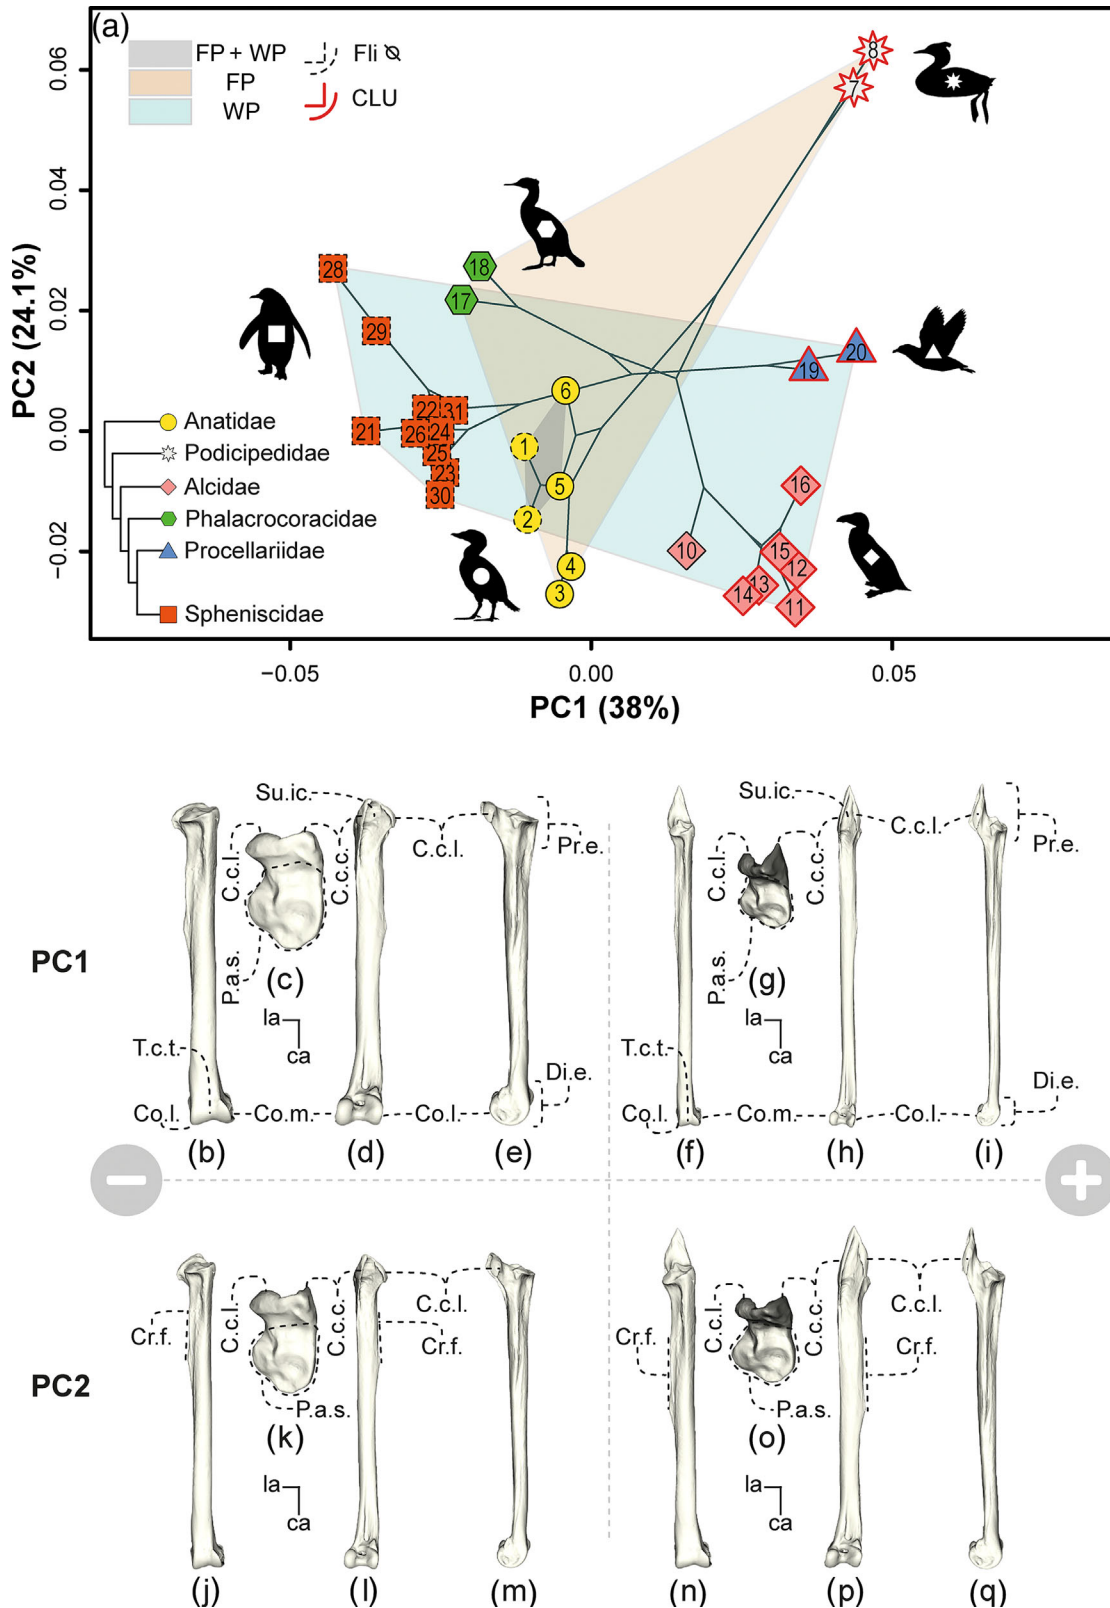 (a)
FP + WP
FP
WP
Fli ⌀
CLU
PC2 (24.1%)
0.06
0.04
0.02
0.00
−0.02
8
7
18
17
28
29
20
19
6
22
31
21
26
24
25
23
30
1
5
2
4
3
16
10
15
12
13
14
11
Anatidae
Podicipedidae
Alcidae
Phalacrocoracidae
Procellariidae
Spheniscidae
−0.05
0.00
0.05
PC1 (38%)
PC1
Su.ic.
C.c.l.
C.c.c.
C.c.l.
Pr.e.
P.a.s.
(c)
la
ca
T.c.t.
Di.e.
Co.l.
Co.m.
Co.l.
(b)
(d)
(e)
Su.ic.
C.c.l.
C.c.c.
C.c.l.
Pr.e.
P.a.s.
(g)
la
ca
T.c.t.
Di.e.
Co.l.
Co.m.
Co.l.
(f)
(h)
(i)
−
+
PC2
Cr.f.
C.c.l.
C.c.c.
C.c.l.
Cr.f.
P.a.s.
(k)
la
ca
(j)
(l)
(m)
Cr.f.
C.c.l.
C.c.c.
C.c.l.
Cr.f.
P.a.s.
(o)
la
ca
(n)
(p)
(q)